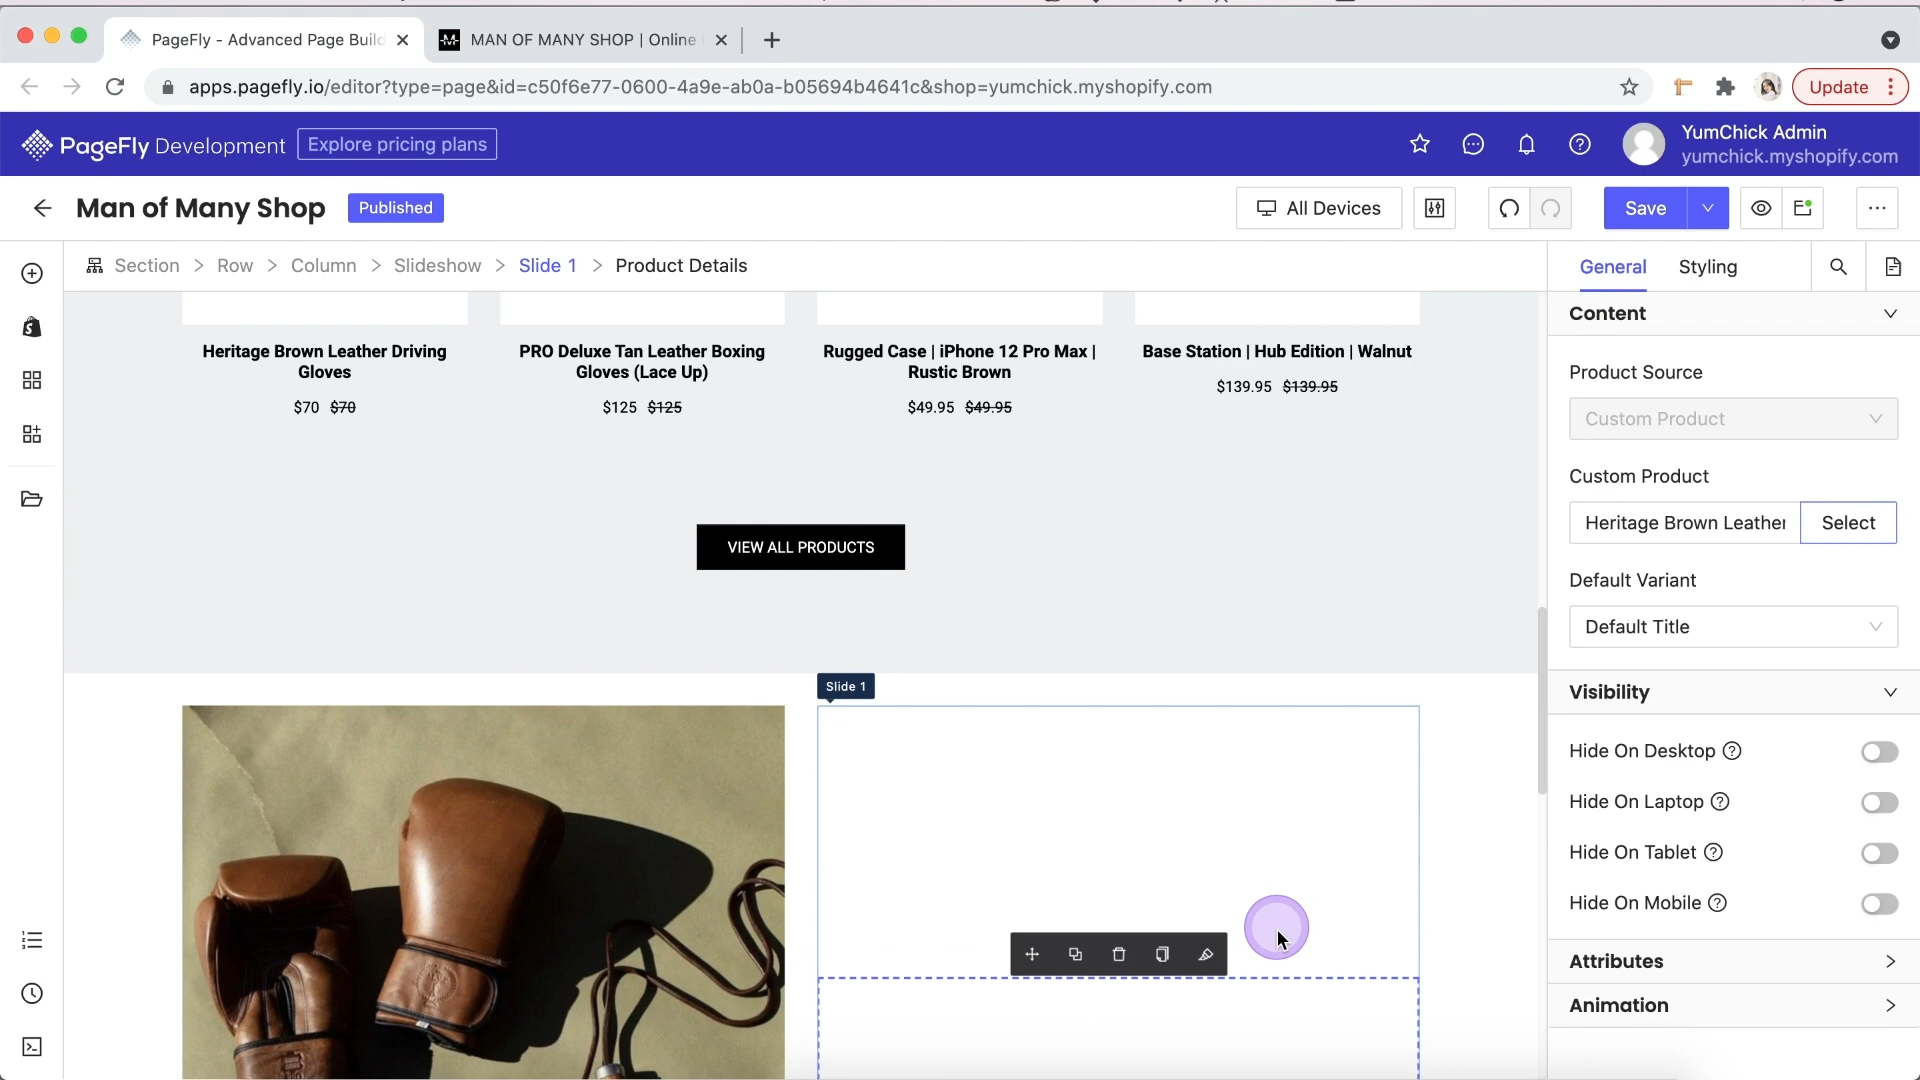 PageFly - Advanced Page Build
MAN OF MANY SHOP | Online
apps.pagefly.io/editor?type=page&id=c50f6e77-0600-4a9e-ab0a-b05694b4641c&shop=yumchick.myshopify.com
Update
PageFly Development
Explore pricing plans
YumChick Admin
yumchick.myshopify.com
Man of Many Shop
Published
All Devices
Save
Section > Row > Column > Slideshow > Slide 1 > Product Details
General
Styling
Heritage Brown Leather Driving
Gloves
$70 $70
PRO Deluxe Tan Leather Boxing
Gloves (Lace Up)
$125 $125
Rugged Case | iPhone 12 Pro Max |
Rustic Brown
$49.95 $49.95
Base Station | Hub Edition | Walnut
$139.95 $139.95
VIEW ALL PRODUCTS
Slide 1
Content
Product Source
Custom Product
Custom Product
Heritage Brown Leather
Select
Default Variant
Default Title
Visibility
Hide On Desktop
Hide On Laptop
Hide On Tablet
Hide On Mobile
Attributes
Animation